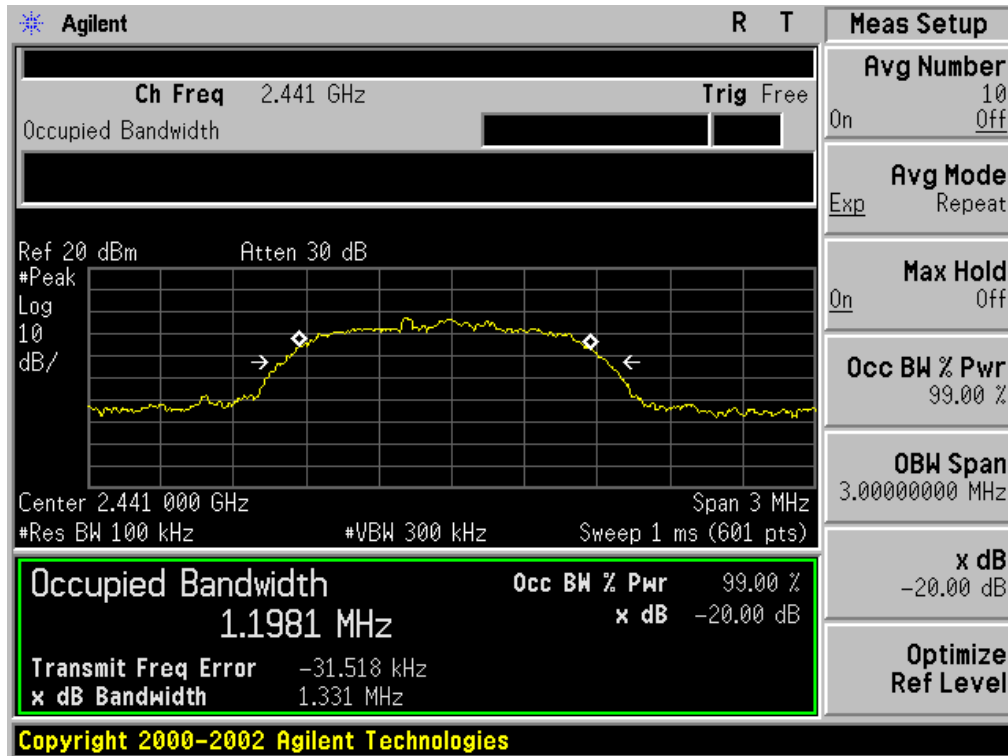 Agilent R T
Ch Freq 2.441 GHz Trig Free
Occupied Bandwidth
Ref 20 dBm Atten 30 dB
#Peak
Log
10
dB/
Center 2.441 000 GHz Span 3 MHz
#Res BW 100 kHz #VBW 300 kHz Sweep 1 ms (601 pts)
Occupied Bandwidth
1.1981 MHz
Occ BW % Pwr 99.00 %
x dB -20.00 dB
Transmit Freq Error -31.518 kHz
x dB Bandwidth 1.331 MHz
Copyright 2000-2002 Agilent Technologies
Meas Setup
Avg Number
10
On Off
Avg Mode
Exp Repeat
Max Hold
On Off
Occ BW % Pwr
99.00 %
OBW Span
3.00000000 MHz
x dB
-20.00 dB
Optimize
Ref Level